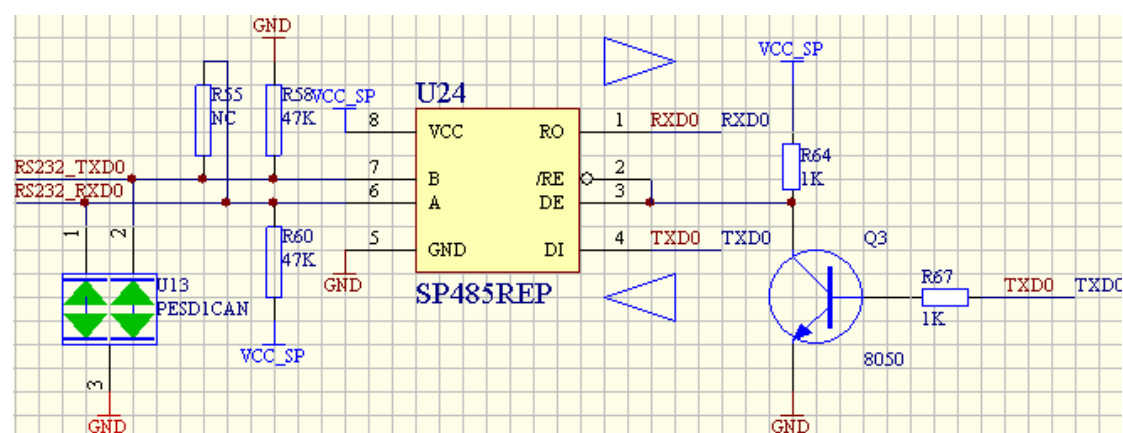 GND
VCC_SP
R55
NC
R58
47K
VCC_SP
U24
8
VCC
RO
1
RXD0
RXD0
R64
1K
RS232_TXD0
7
B
/RE
2
RS232_RXD0
6
A
DE
3
1
2
R60
47K
5
GND
DI
4
TXD0
TXD0
Q3
U13
PESD1CAN
GND
SP485REP
R67
1K
TXD0
TXD0
VCC_SP
8050
3
GND
GND